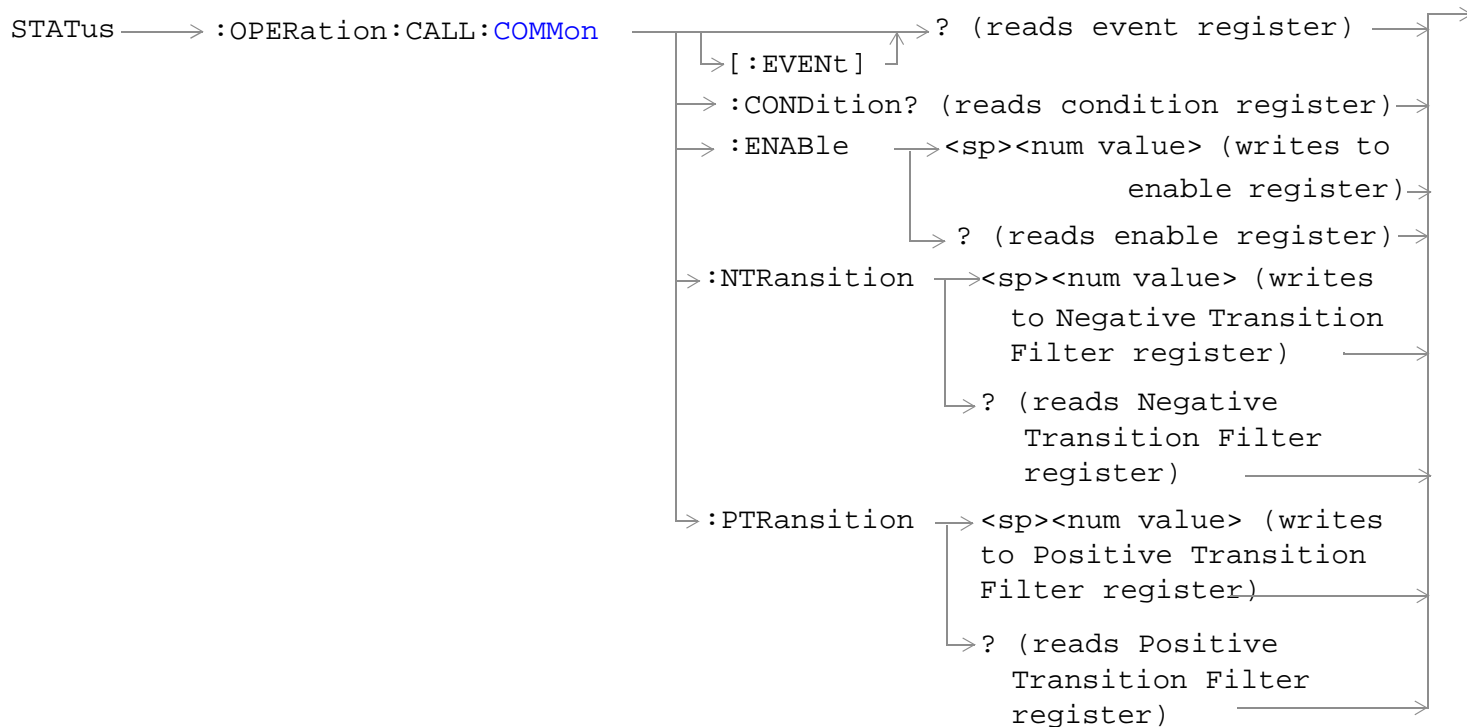 STATus :OPERation:CALL:COMMon ? (reads event register)
[:EVENt]
:CONDition? (reads condition register)
:ENABle <sp><num value> (writes to
enable register)
? (reads enable register)
:NTRansition <sp><num value> (writes
to Negative Transition
Filter register)
? (reads Negative
Transition Filter
register)
:PTRansition <sp><num value> (writes
to Positive Transition
Filter register)
? (reads Positive
Transition Filter
register)